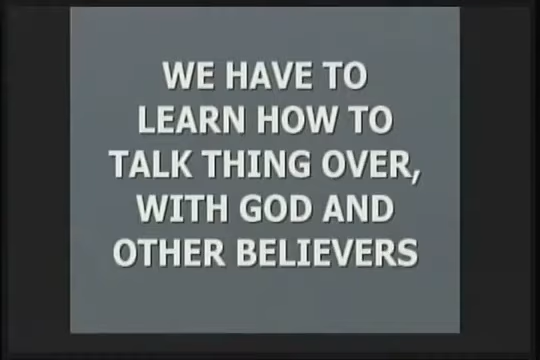 WE HAVE TO
LEARN HOW TO
TALK THING OVER,
WITH GOD AND
OTHER BELIEVERS